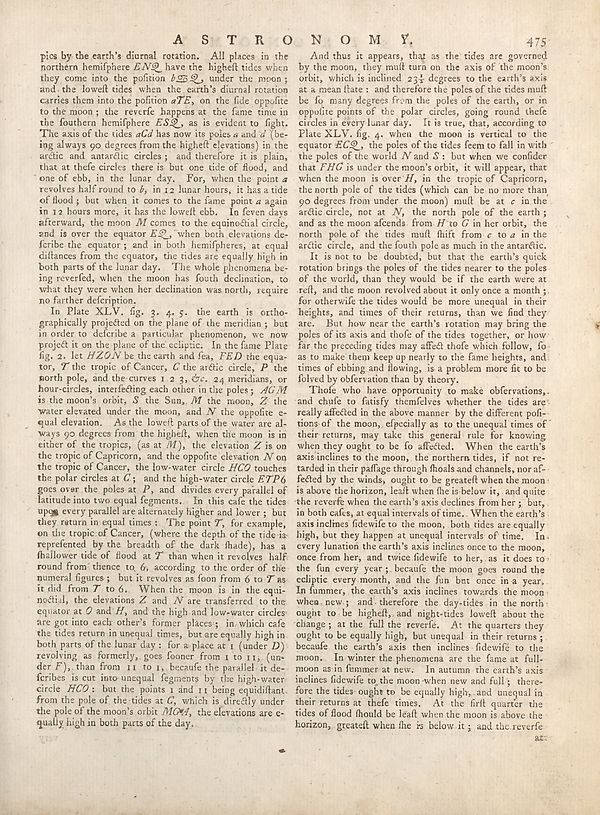 A S T R O N O M Y. 475
pics by the earth's diurnal rotation. All places in the
northern hemiſphere ENQ have the higheſt tides when
they come into the poſition bQ, under the moon;
and the loweſt tides when the earth's diurnal rotation
carries them into the poſition aTE, on the ſide oppoſite
to the moon; the reverſe happens at the ſame time in
the ſouthern hemiſphere ESQ, as is evident to ſight.
The axis of the tides aCd has now its poles a and d (be-
ing always 90 degrees from the higheſt elevations) in the
arctic and antarctic circles; and therefore it is plain,
that at theſe circles there is but one tide of flood, and
one of ebb, in the lunar day. For, when the point a
revolves half round to b, in 12 lunar hours, it has a tide
of flood; but when it comes to the ſame point a again
in 12 hours more, it has the loweſt ebb. In ſeven days
afterward, the moon M comes to the equinoctial circle,
and is over the equator EQ, when both elevations de-
ſcribe the equator; and in both hemiſpheres, at equal
diſtances from the equator, the tides are equally high in
both parts of the lunar day. The whole phenomena be-
ing reverſed, when the moon has ſouth declination, to
what they were when her declination was north, require
no farther deſcription.
In Plate XLV. fig. 3. 4. 5. the earth is ortho-
graphically projected on the plane of the meridian; but
in order to deſcribe a particular phenomenon, we now
project it on the plane of the ecliptic. In the ſame Plate
fig. 2. let HZON be the earth and ſea, FED the equa-
tor, T the tropic of Cancer, C the arctic circle, P the
north pole, and the curves 1 2 3, &c. 24 meridians, or
hour-circles, interſecting each other in the poles; AGM
is the moon's orbit, S the Sun, M the moon, Z the
water elevated under the moon, and N the oppoſite e-
qual elevation. As the loweſt parts of the water are al-
ways 90 degrees from the higheſt, when the moon is in
either of the tropics, (as at M), the elevation Z is on
the tropic of Capricorn, and the oppoſite elevation N on
the tropic of Cancer, the low-water circle HCO touches
the polar circles at C; and the high-water circle ETP6
goes over the poles at P, and divides every parallel of
latitude into two equal ſegments. In this caſe the tides
upon every parallel are alternately higher and lower; but
they return in equal times: The point T, for example,
on the tropic of Cancer, (where the depth of the tide is
repreſented by the breadth of the dark ſhade), has a
ſhallower tide of flood at T than when it revolves half
round from thence to 6, according to the order of the
numeral figures; but it revolves as ſoon from 6 to T as
it did from T to 6. When the moon is in the equi-
noctial, the elevations Z and N are transferred to the
equator at O and H, and the high and low-water circles
are got into each other's former places; in which caſe
the tides return in unequal times, but are equally high in
both parts of the lunar day: for a place at 1 (under D)
revolving as formerly, goes ſooner from 1 to 11, (un-
der F), than from 11 to 1, becauſe the parallel it de-
ſcribes is cut into unequal ſegments by the high-water
circle HCO: but the points 1 and 11 being equidiſtant
from the pole of the tides at C, which is directly under
the pole of the moon's orbit MGA, the elevations are e-
qually high in both parts of the day.
And thus it appears, that as the tides are governed
by the moon, they muſt turn on the axis of the moon's
orbit, which is inclined 23½ degrees to the earth's axis
at a mean ſtate: and therefore the poles of the tides muſt
be ſo many degrees from the poles of the earth, or in
oppoſite points of the polar circles, going round theſe
circles in every lunar day. It is true, that, according to
Plate XLV. fig. 4. when the moon is vertical to the
equator ECQ, the poles of the tides ſeem to fall in with
the poles of the world N and S: but when we conſider
that FHG is under the moon's orbit, it will appear, that
when the moon is over H, in the tropic of Capricorn,
the north pole of the tides (which can be no more than
90 degrees from under the moon) muſt be at c in the
arctic circle, not at N, the north pole of the earth;
and as the moon aſcends from H to G in her orbit, the
north pole of the tides muſt ſhift from c to a in the
arctic circle, and the ſouth pole as much in the antarctic.
It is not to be doubted, but that the earth's quick
rotation brings the poles of the tides nearer to the poles
of the world, than they would be if the earth were at
reſt, and the moon revolved about it only once a month;
for otherwiſe the tides would be more unequal in their
heights, and times of their returns, than we find they
are. But how near the earth's rotation may bring the
poles of its axis and thoſe of the tides together, or how
far the preceding tides may affect thoſe which follow, ſo
as to make them keep up nearly to the ſame heights, and
times of ebbing and flowing, is a problem more fit to be
ſolved by obſervation than by theory.
Thoſe who have opportunity to make obſervations,
and chuſe to ſatisfy themſelves whether the tides are
really affected in the above manner by the different poſi-
tions of the moon, eſpecially as to the unequal times of
their returns, may take this general rule for knowing
when they ought to be ſo affected. When the earth's
axis inclines to the moon, the northern tides, if not re-
tarded in their paſſage through ſhoals and channels, nor af-
fected by the winds, ought to be greateſt when the moon
is above the horizon, leaſt when ſhe is below it, and quite
the reverſe when the earth's axis declines from her; but,
in both caſes, at equal intervals of time. When the earth's
axis inclines ſidewiſe to the moon, both tides are equally
high, but they happen at unequal intervals of time. In
every lunation the earth's axis inclines once to the moon,
once from her, and twice ſidewiſe to her, as it does to
the ſun every year; becauſe the moon goes round the
ecliptic every month, and the ſun but once in a year.
In ſummer, the earth's axis inclines towards the moon
when new; and therefore the day-tides in the north
ought to be higheſt, and night-tides loweſt about the
change; at the full the reverſe. At the quarters they
ought to be equally high, but unequal in their returns;
becauſe the earth's axis then inclines ſidewiſe to the
moon. In winter the phenomena are the ſame at full-
moon as in ſummer at new. In autumn the earth's axis
inclines ſidewiſe to the moon when new and full; there-
fore the tides ought to be equally high, and unequal in
their returns at theſe times. At the firſt quarter the
tides of flood ſhould be leaſt when the moon is above the
horizon, greateſt when ſhe is below it; and the reverſe
at